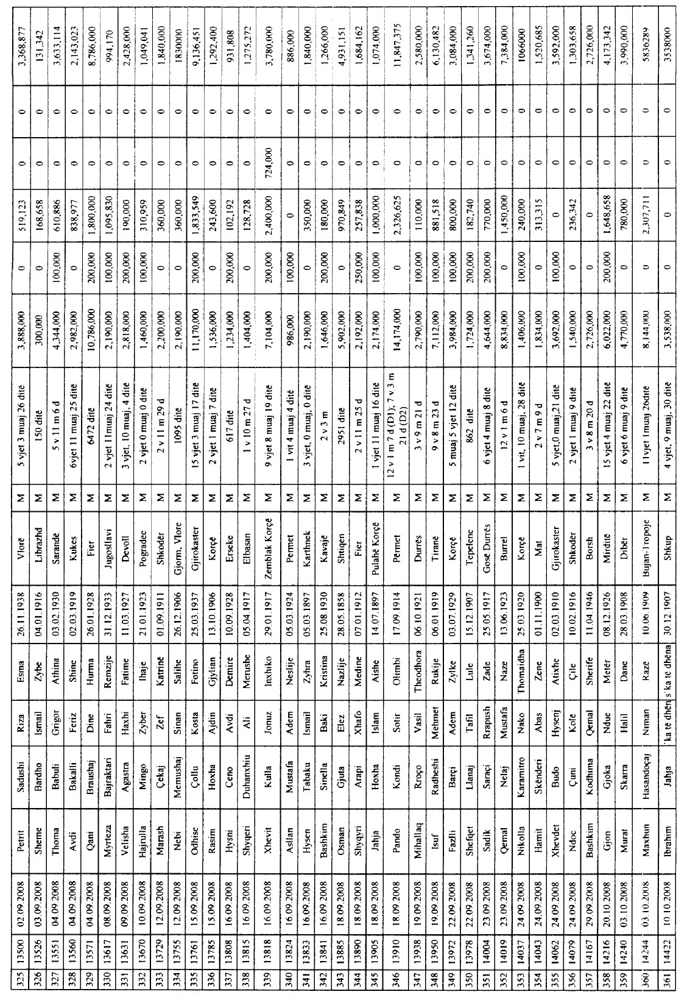 325 13500 02.09.2008 Petrit Sadushi Riza Esma 26.11.1938 Vlorë M 5 vjet 3 muaj 26 ditë 3,888,000 0 519,123 0 0 3,368,877
326 13526 03.09.2008 Sheme Bardho Ismail Zybe 04.01.1916 Librazhd M 150 ditë 300,000 0 168,658 0 0 131,342
327 13551 04.09.2008 Thoma Babuli Grigor Athina 03.02.1930 Sarandë M 5 v 11 m 6 d 4,344,000 100,000 610,886 0 0 3,633,114
328 13560 04.09.2008 Avdi Bakalli Feriz Shine 02.03.1919 Kukes M 6vjet 11 muaj 25 ditë 2,982,000 0 838,977 0 0 2,143,023
329 13571 04.09.2008 Qani Braushaj Dine Hurma 26.01.1928 Fier M 6472 ditë 10,786,000 200,000 1,800,000 0 0 8,786,000
330 13617 08.09.2008 Myrteza Bajraktari Fahri Remzije 31.12.1933 Jugosllavi M 2 vjet 11muaj 24 ditë 2,190,000 100,000 1,095,830 0 0 994,170
331 13631 09.09.2008 Velisha Agastra Haxhi Fatime 11.03.1927 Devoll M 3 vjet, 10 muaj, 4 ditë 2,818,000 200,000 190,000 0 0 2,428,000
332 13670 10.09.2008 Hajrulla Mingo Zyber Ihaje 21.01.1923 Pogradec M 2 vjet 0 muaj 0 ditë 1,460,000 100,000 310,959 0 0 1,049,041
333 13729 12.09.2008 Marash Çekaj Zef Katrinë 01.09.1911 Shkodër M 2 v 11 m 29 d 2,200,000 0 360,000 0 0 1,840,000
334 13755 12.09.2008 Nebi Memushaj Sinan Salihe 26.12.1906 Gjorm, Vlore M 1095 ditë 2,190,000 0 360,000 0 0 1830000
335 13761 15.09.2008 Odhise Çollu Kosta Fotino 25.03.1937 Gjirokaster M 15 vjet 3 muaj 17 ditë 11,170,000 200,000 1,833,549 0 0 9,136,451
336 13785 15.09.2008 Rasim Hoxha Ajdin Gjylian 13.10.1906 Korçë M 2 vjet 1 muaj 7 ditë 1,536,000 0 243,600 0 0 1,292,400
337 13808 16.09.2008 Hysni Ceno Avdi Demire 10.09.1928 Erseke M 617 ditë 1,234,000 200,000 102,192 0 0 931,808
338 13815 16.09.2008 Shyqeri Duhanxhiu Ali Merushe 05.04.1917 Elbasan M 1 v 10 m 27 d 1,404,000 0 128,728 0 0 1,275,272
339 13818 16.09.2008 Xhevit Kulla Jonuz Inxhiko 29.01.1917 Zemblak Korçë M 9 vjet 8 muaj 19 ditë 7,104,000 200,000 2,400,000 724,000 0 3,780,000
340 13824 16.09.2008 Asllan Mustafa Adem Neslije 05.03.1924 Permet M 1 vit 4 muaj 4 ditë 986,000 100,000 0 0 0 886,000
341 13833 16.09.2008 Hysen Tabaku Ismail Zyhra 05.03.1897 Karthnek M 3 vjet, 0 muaj, 0 ditë 2,190,000 0 350,000 0 0 1,840,000
342 13841 16.09.2008 Bashkim Sinella Baki Kristina 25.08.1930 Kavajë M 2 v 3 m 1,646,000 200,000 180,000 0 0 1,266,000
343 13885 18.09.2008 Osman Gjuta Elez Nazlije 28.05.1858 Shtiqen M 2951 ditë 5,902,000 0 970,849 0 0 4,931,151
344 13890 18.09.2008 Shyqyri Arapi Xhafo Medine 07.01.1912 Fier M 2 v 11 m 25 d 2,192,000 250,000 257,838 0 0 1,684,162
345 13905 18.09.2008 Jahja Hoxha Islam Aishe 14.07.1897 Pulahë Korçë M 1 vjet 11 muaj 16 ditë 2,174,000 100,000 1,000,000 0 0 1,074,000
346 13910 18.09.2008 Pando Kondi Sotir Olimbi 17.09.1914 Përmet M 12 v 1 m 7 d (D1), 7 v 3 m
21 d (D2) 14,174,000 0 2,326,625 0 0 11,847,375
347 13938 19.09.2008 Mihallaq Rroço Vasil Theodhora 06.10.1921 Durrës M 3 v 9 m 21 d 2,790,000 100,000 110,000 0 0 2,580,000
348 13950 19.09.2008 Isuf Radheshi Mehmet Rukije 06.01.1919 Tiranë M 9 v 8 m 23 d 7,112,000 100,000 881,518 0 0 6,130,482
349 13972 22.09.2008 Fazlli Barçi Adem Zylke 03.07.1929 Korçë M 5 muaj 5 vjet 12 ditë 3,984,000 100,000 800,000 0 0 3,084,000
350 13978 22.09.2008 Shefqet Llanaj Tafil Lule 15.12.1907 Tepelene M 862 ditë 1,724,000 200,000 182,740 0 0 1,341,260
351 14004 23.09.2008 Sadik Saraçi Rrapush Zade 25.05.1917 Gosë Durrës M 6 vjet 4 muaj 8 ditë 4,644,000 200,000 770,000 0 0 3,674,000
352 14019 23.09.2008 Qemal Nelaj Mustafa Naze 13.06.1923 Burrel M 12 v 1 m 6 d 8,834,000 0 1,450,000 0 0 7,384,000
353 14037 24.09.2008 Nikolla Karamitro Nako Thomaidha 25.03.1920 Korçë M 1 vit, 10 muaj, 28 ditë 1,406,000 100,000 240,000 0 0 1066000
354 14043 24.09.2008 Hamit Skënderi Abas Zene 01.11.1900 Mat M 2 v 7 m 9 d 1,834,000 0 313,315 0 0 1,520,685
355 14062 24.09.2008 Xhevdet Budo Hysenj Atixhe 02.03.1910 Gjirokaster M 5 vjet,0 muaj,21 ditë 3,692,000 100,000 0 0 0 3,592,000
356 14079 24.09.2008 Ndoc Çuni Kolë Çile 10.02.1916 Shkodër M 2 vjet 1 muaj 9 ditë 1,540,000 0 236,342 0 0 1,303,658
357 14167 29.09.2008 Bashkim Kodhima Qemal Sherife 11.04.1946 Borsh M 3 v 8 m 20 d 2,726,000 0 0 0 0 2,726,000
358 14216 20.10.2008 Gjon Gjoka Ndue Metër 08.12.1926 Mirditë M 15 vjet 4 muaj 22 ditë 6,022,000 200,000 1,648,658 0 0 4,173,342
359 14240 03.10.2008 Murat Skarra Halil Dane 28.03.1908 Dibër M 6 vjet 6 muaj 9 ditë 4,770,000 0 780,000 0 0 3,990,000
360 14244 03.10.2008 Maxhun Hasandoçaj Niman Razë 10.06.1909 Bujan-Tropoje M 11vjet 1muaj 26ditë 8,144,000 0 2,307,711 0 0 5836289
361 14422 10.10.2008 Ibrahim Jahja 'ka të dhën s'ka të dhëna 30.12.1907 Shkup M 4 vjet, 9 muaj, 30 ditë 3,538,000 0 0 0 0 3538000